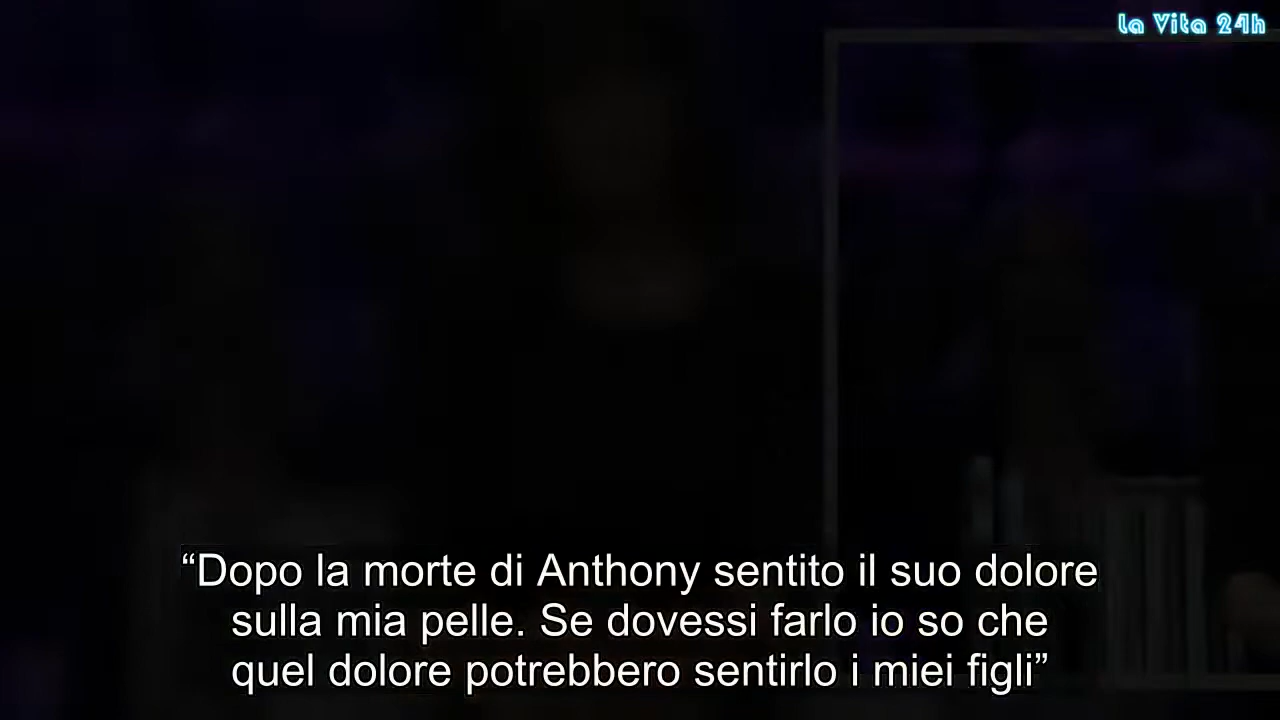 La Vita 24h
“Dopo la morte di Anthony sentito il suo dolore
sulla mia pelle. Se dovessi farlo io so che
quel dolore potrebbero sentirlo i miei figli”